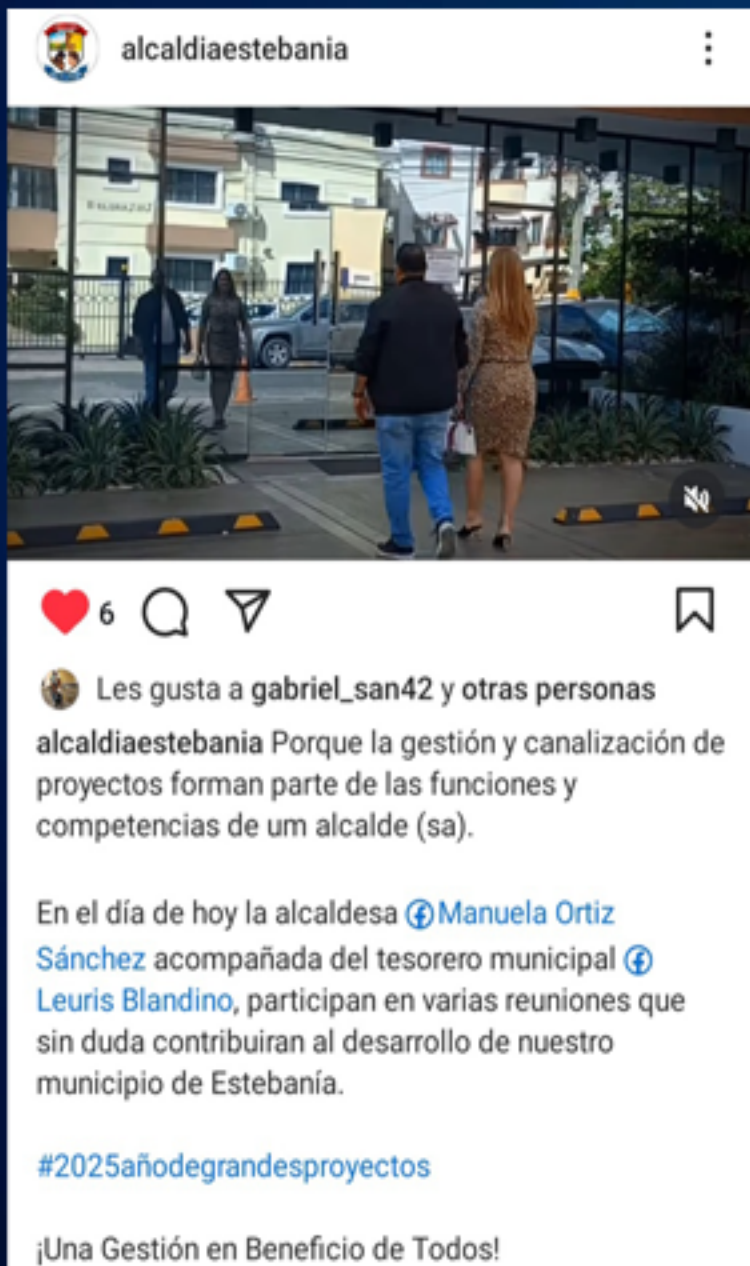 alcaldiaestebania
6
Les gusta a gabriel_san42 y otras personas
alcaldiaestebania Porque la gestión y canalización de
proyectos forman parte de las funciones y
competencias de um alcalde (sa).
En el día de hoy la alcaldesa Manuela Ortiz
Sánchez acompañada del tesorero municipal
Leuris Blandino, participan en varias reuniones que
sin duda contribuiran al desarrollo de nuestro
municipio de Estebanía.
#2025añodegrandesproyectos
¡Una Gestión en Beneficio de Todos!